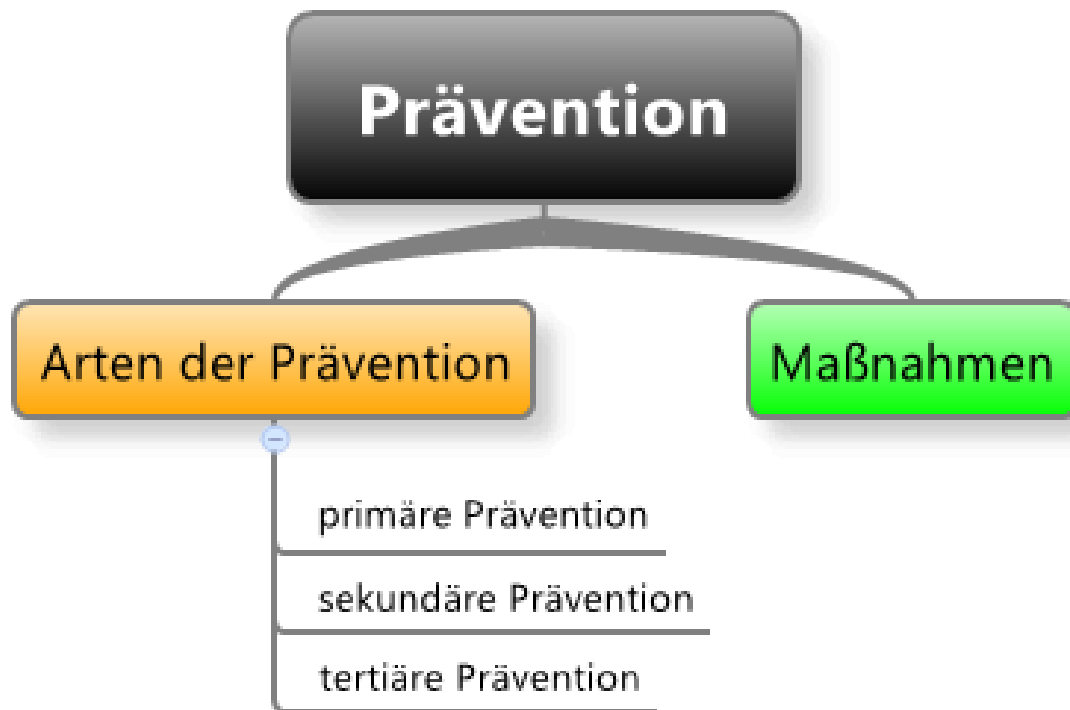 Prävention
Arten der Prävention
Maßnahmen
primäre Prävention
sekundäre Prävention
tertiäre Prävention